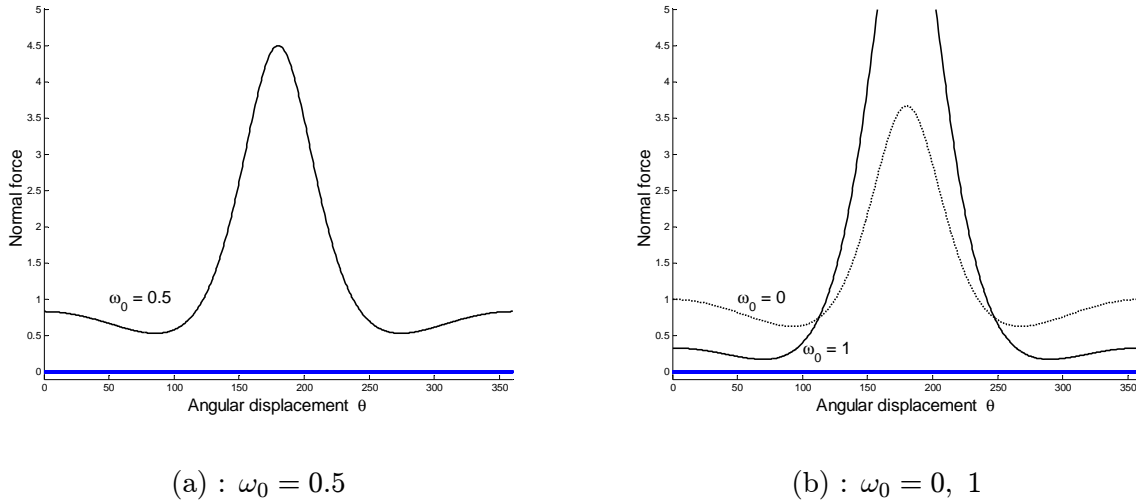 5
4.5
4
3.5
3
2.5
2
1.5
1
0.5
0
Normal force
ω0 = 0.5
0 50 100 150 200 250 300 350
Angular displacement θ
(a) : ω0 = 0.5
5
4.5
4
3.5
3
2.5
2
1.5
1
0.5
0
Normal force
ω0 = 0
ω0 = 1
0 50 100 150 200 250 300 350
Angular displacement θ
(b) : ω0 = 0, 1